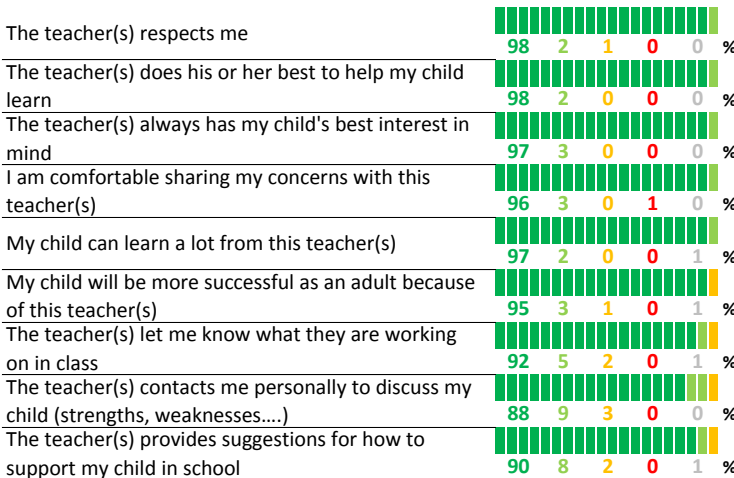 The teacher(s) respects me
98 2 1 0 0 %
The teacher(s) does his or her best to help my child
learn
98 2 0 0 0 %
The teacher(s) always has my child's best interest in
mind
97 3 0 0 0 %
I am comfortable sharing my concerns with this
teacher(s)
96 3 0 1 0 %
My child can learn a lot from this teacher(s)
97 2 0 0 1 %
My child will be more successful as an adult because
of this teacher(s)
95 3 1 0 1 %
The teacher(s) let me know what they are working
on in class
92 5 2 0 1 %
The teacher(s) contacts me personally to discuss my
child (strengths, weaknesses....)
88 9 3 0 0 %
The teacher(s) provides suggestions for how to
support my child in school
90 8 2 0 1 %